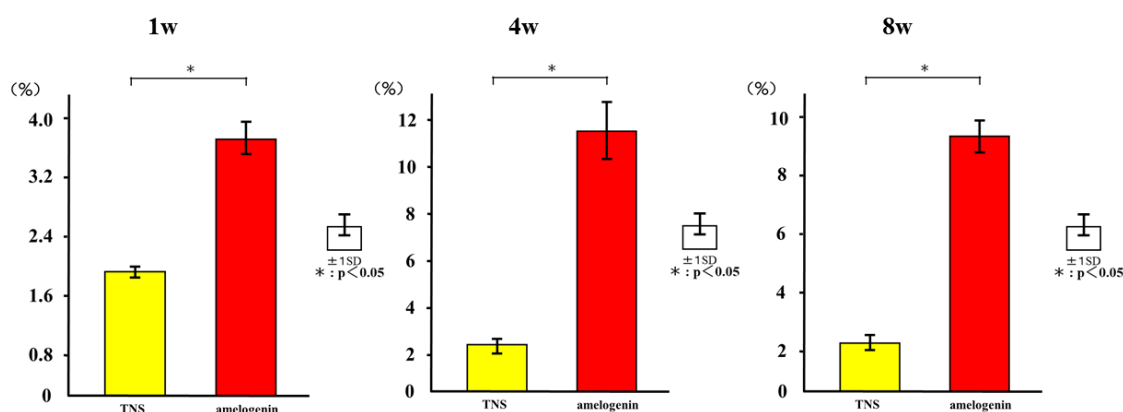 1w
*
(%)
4.0
3.2
2.4
1.6
0.8
0
TNS
amelogenin
±1SD
*: p<0.05
4w
*
(%)
12
10
8
6
4
2
0
TNS
amelogenin
±1SD
*: p<0.05
8w
*
(%)
10
8
6
4
2
0
TNS
amelogenin
±1SD
*: p<0.05